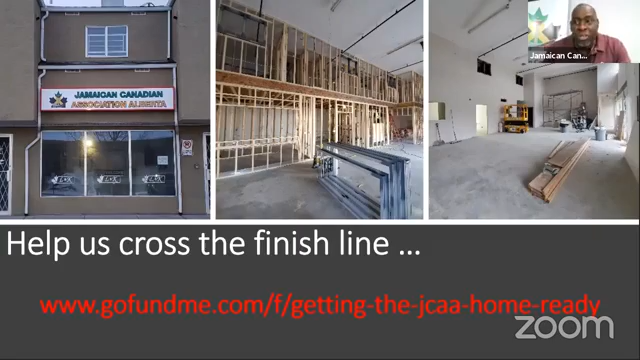 JAMAICAN CANADIAN
ASSOCIATION ALBERTA
Jamaican Can...
Help us cross the finish line ...
www.gofundme.com/f/getting-the-jcaa-home-ready
zoom